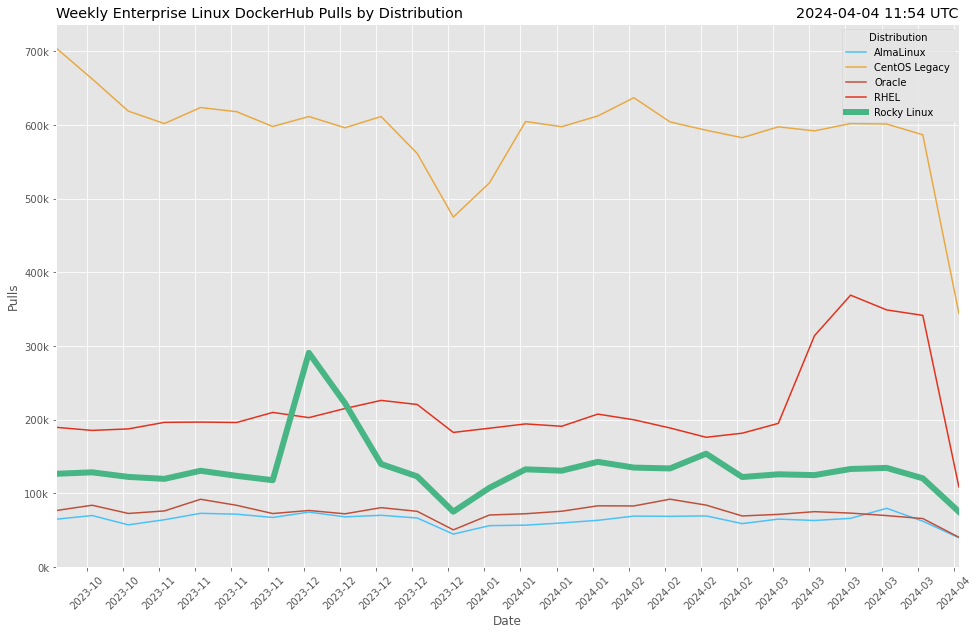 Weekly Enterprise Linux DockerHub Pulls by Distribution
2024-04-04 11:54 UTC
Distribution
AlmaLinux
CentOS Legacy
Oracle
RHEL
Rocky Linux
700k
600k
500k
400k
300k
200k
100k
0k
Pulls
2023-10
2023-10
2023-11
2023-11
2023-11
2023-11
2023-12
2023-12
2023-12
2023-12
2023-12
2024-01
2024-01
2024-01
2024-01
2024-02
2024-02
2024-02
2024-02
2024-03
2024-03
2024-03
2024-03
2024-03
2024-04
Date